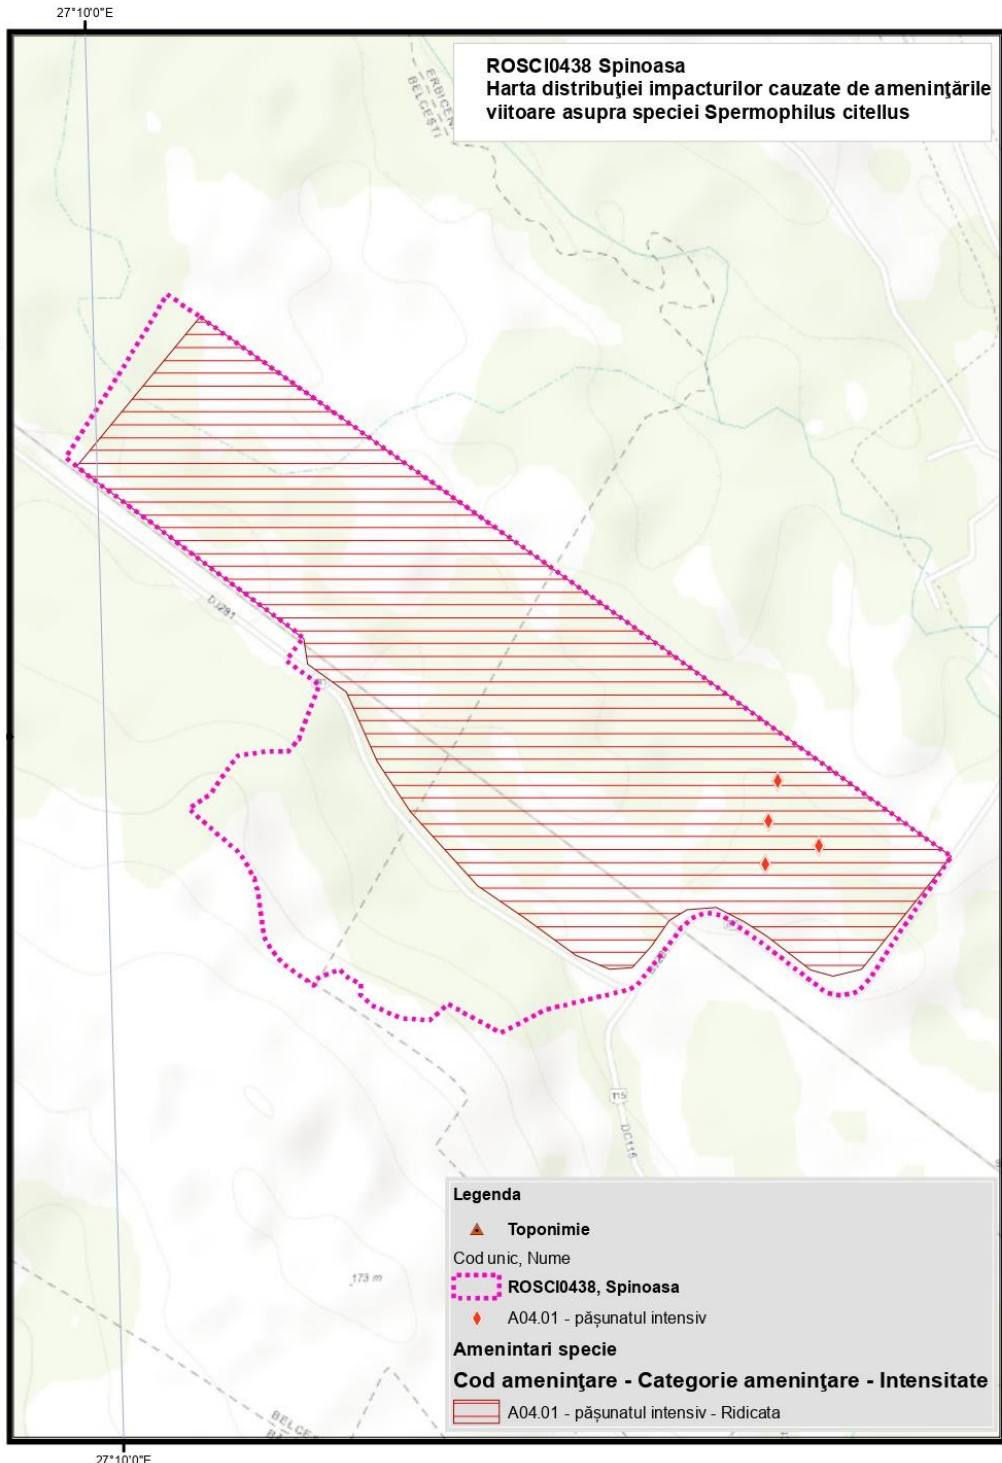 27°10'0"E
ROSCI0438 Spinoasa
Harta distribuţiei impacturilor cauzate de ameninţările
viitoare asupra speciei Spermophilus citellus
BELCEŞTI
DJ281
115
DC115
173 m
Legenda
Toponimie
Cod unic, Nume
ROSCI0438, Spinoasa
A04.01 - păşunatul intensiv
Amenintari specie
Cod ameninţare - Categorie ameninţare - Intensitate
A04.01 - păşunatul intensiv - Ridicata
27°10'0"E